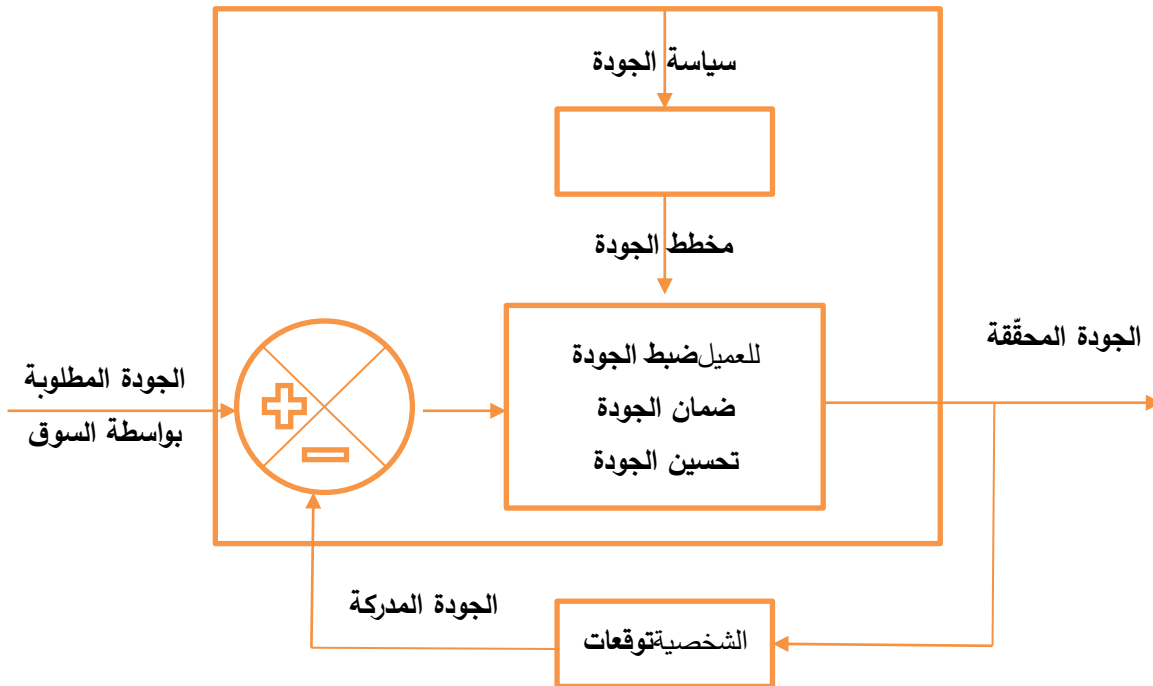 سياسة الجودة
مخطط الجودة
الجودة المحقّقة
للعميلضبط الجودة
ضمان الجودة
تحسين الجودة
الجودة المطلوبة
بواسطة السوق
الجودة المدركة
الشخصيةتوقعات